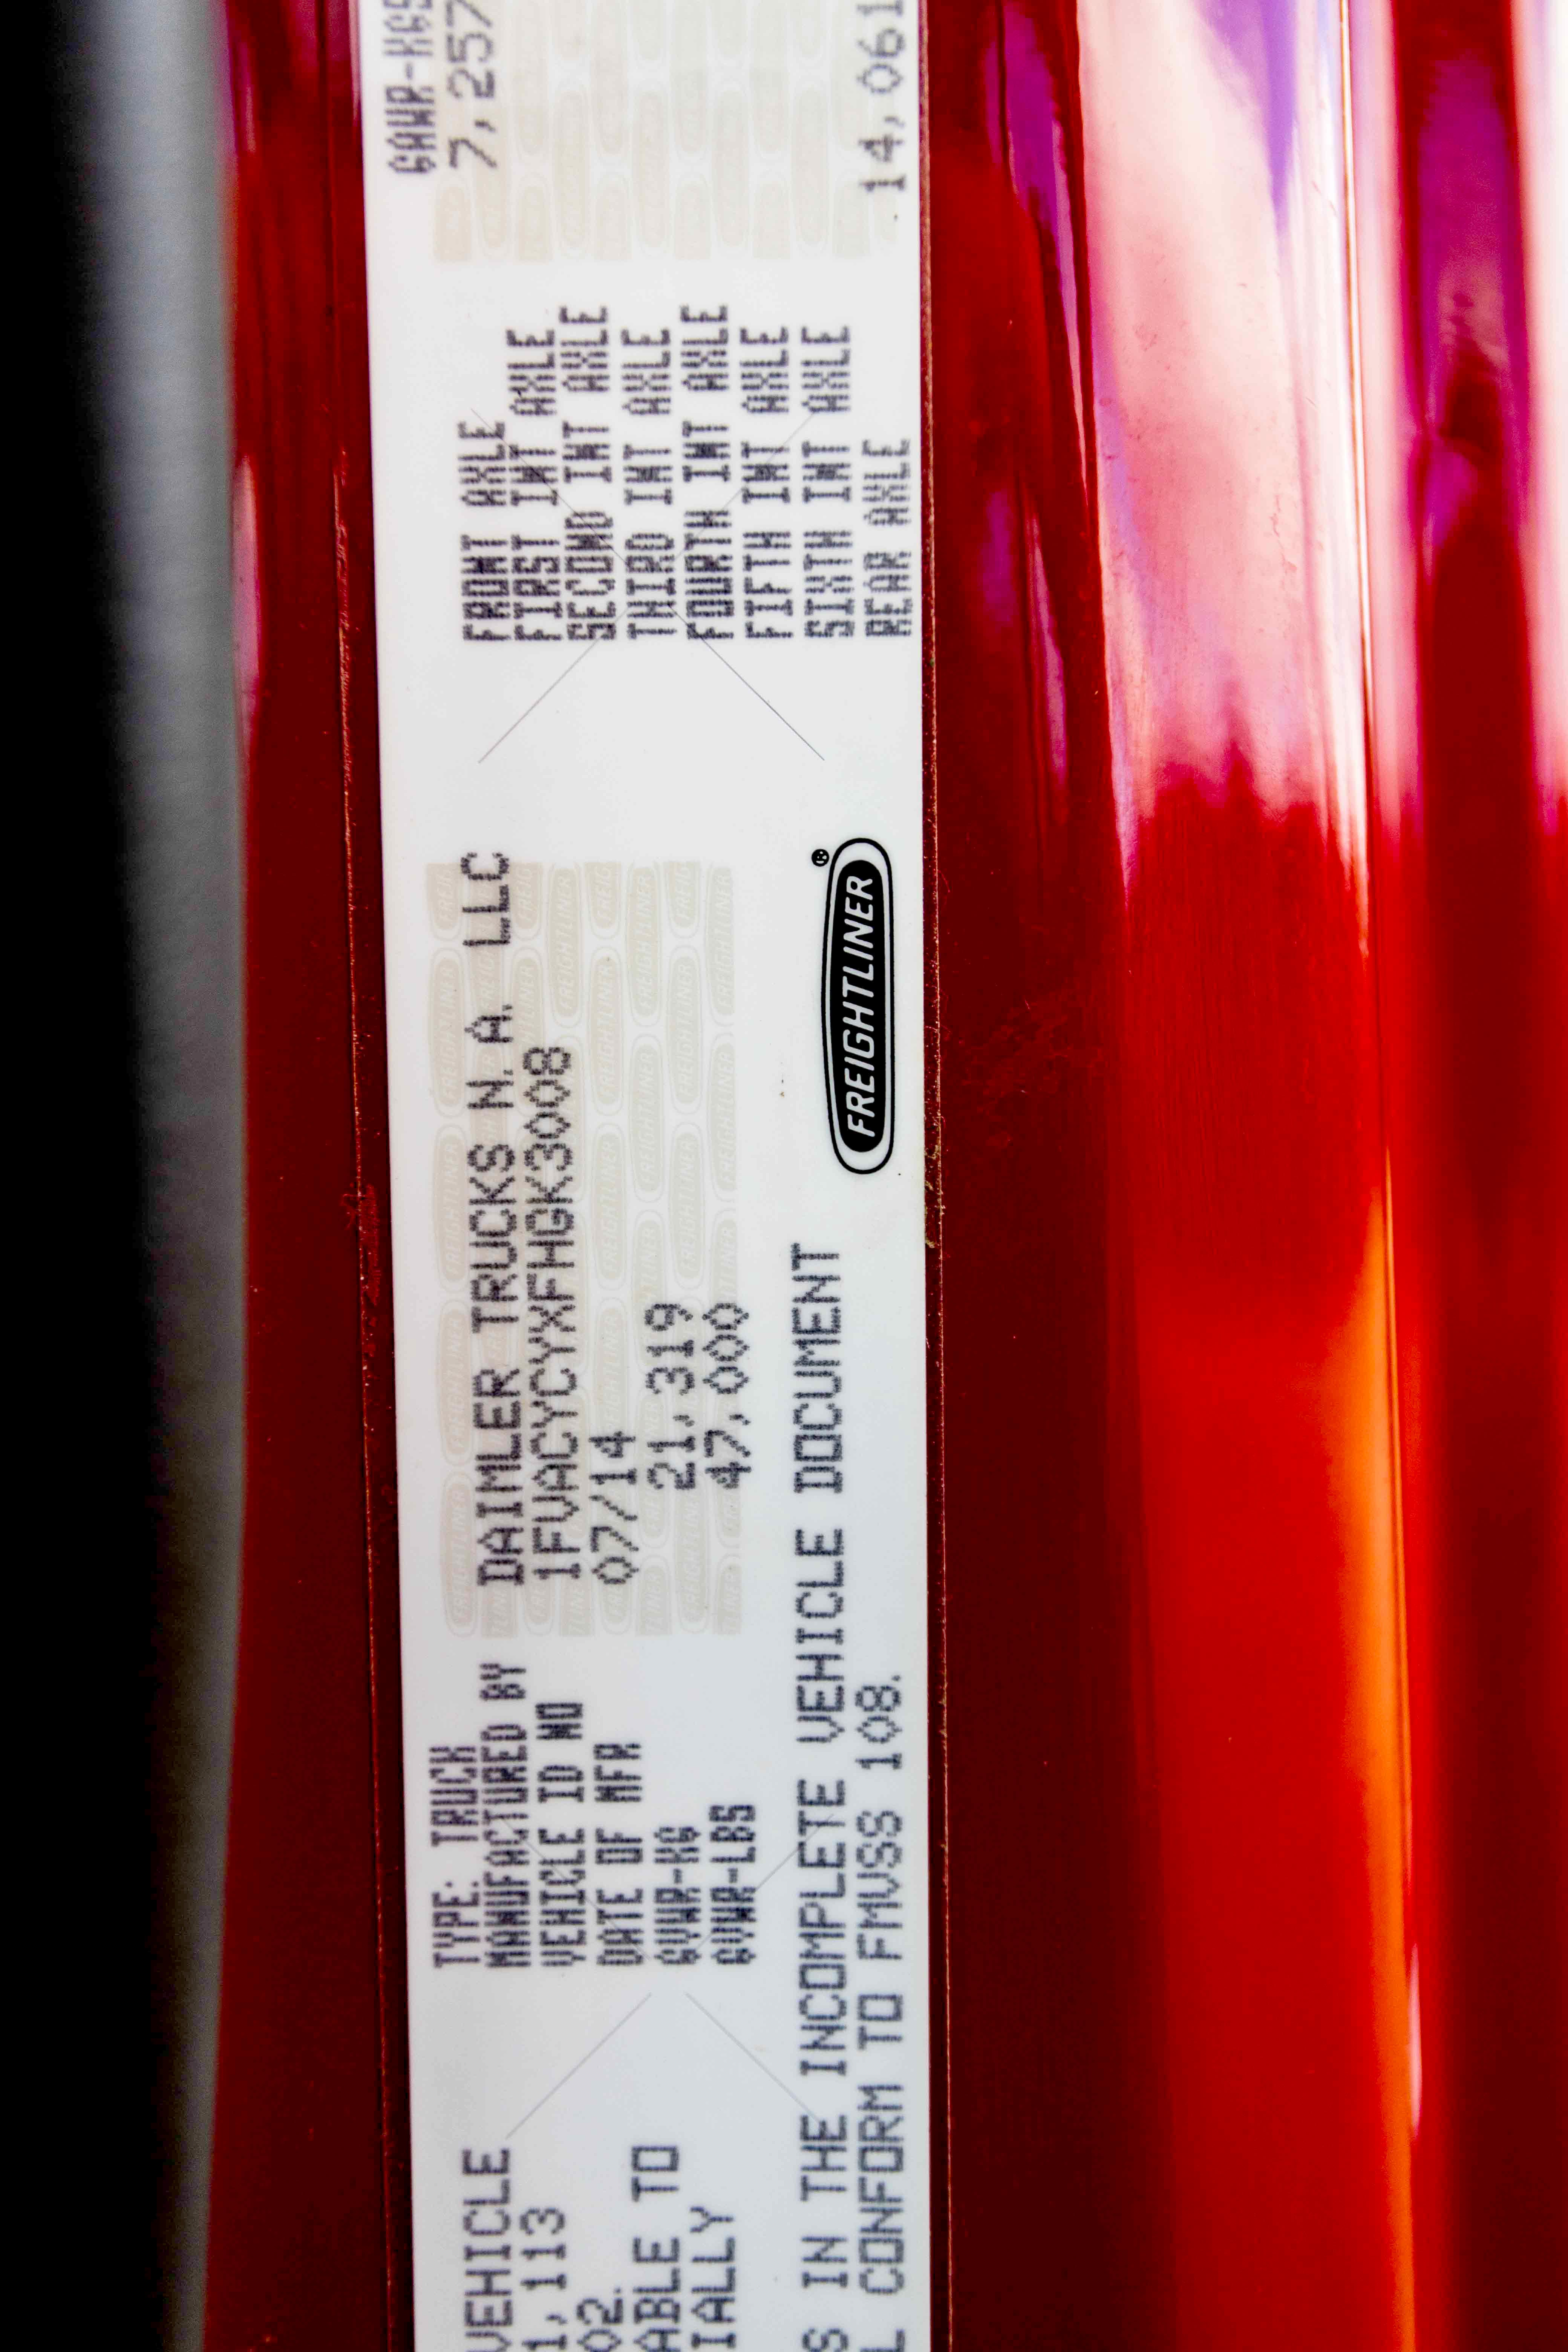 VEHICLE
1,113
02.
ABLE TO
IALLY
TYPE: TRUCK
MANUFACTURED BY DAIMLER TRUCKS N.A. LLC
VEHICLE ID NO 1FVACYCYXFHGK3008
DATE OF MFR 07/14
GVWR-KG 21,319
GVWR-LBS 47,000
S IN THE INCOMPLETE VEHICLE DOCUMENT
L CONFORM TO FMVSS 108.
FREIGHTLINER®
GAWR-KGS
FRONT AXLE 7,257
FIRST INT AXLE
SECOND INT AXLE
THIRD INT AXLE
FOURTH INT AXLE
FIFTH INT AXLE
SIXTH INT AXLE
REAR AXLE 14,061